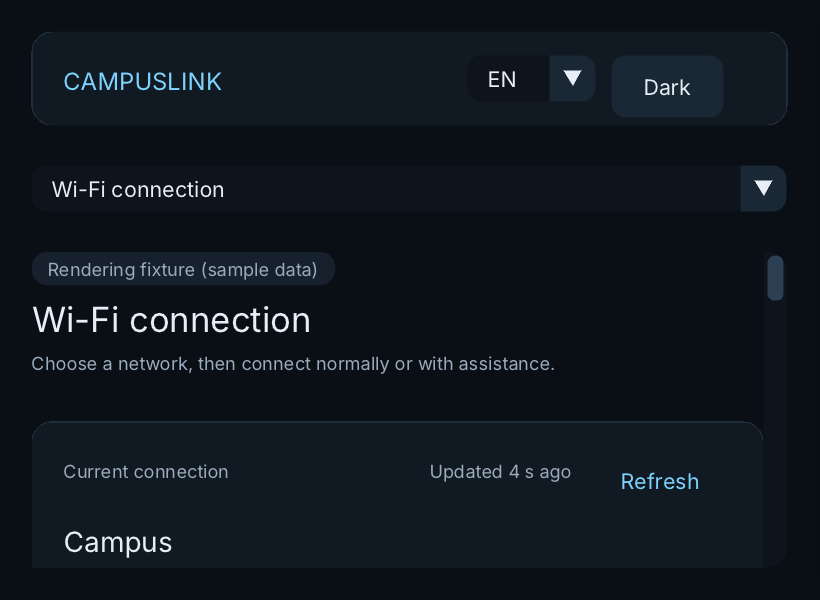 CAMPUSLINK
EN
Dark
Wi-Fi connection
Rendering fixture (sample data)
Wi-Fi connection
Choose a network, then connect normally or with assistance.
Current connection
Updated 4 s ago
Refresh
Campus